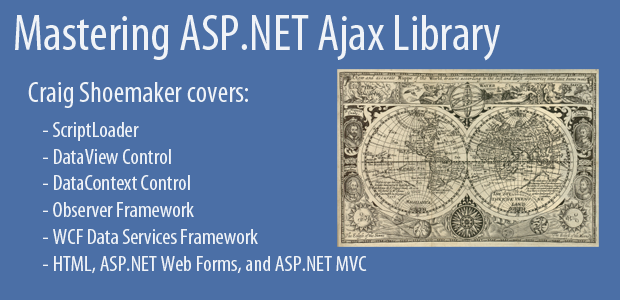 Mastering ASP.NET Ajax Library
Craig Shoemaker covers:
- ScriptLoader
- DataView Control
- DataContext Control
- Observer Framework
- WCF Data Services Framework
- HTML, ASP.NET Web Forms, and ASP.NET MVC